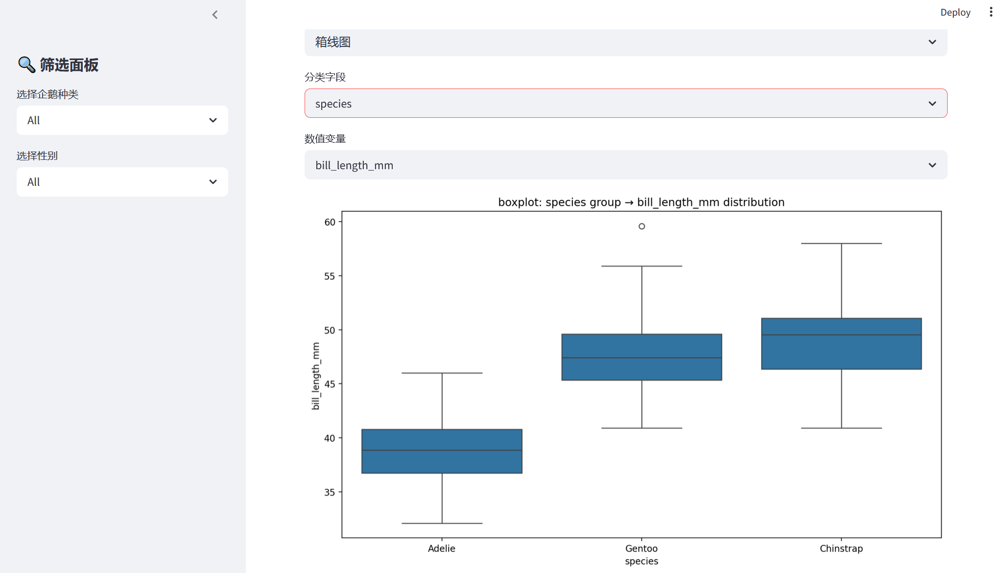 Deploy
🔍 筛选面板
选择企鹅种类
All
选择性别
All
箱线图
分类字段
species
数值变量
bill_length_mm
boxplot: species group → bill_length_mm distribution
bill_length_mm
60
55
50
45
40
35
Adelie
Gentoo
Chinstrap
species